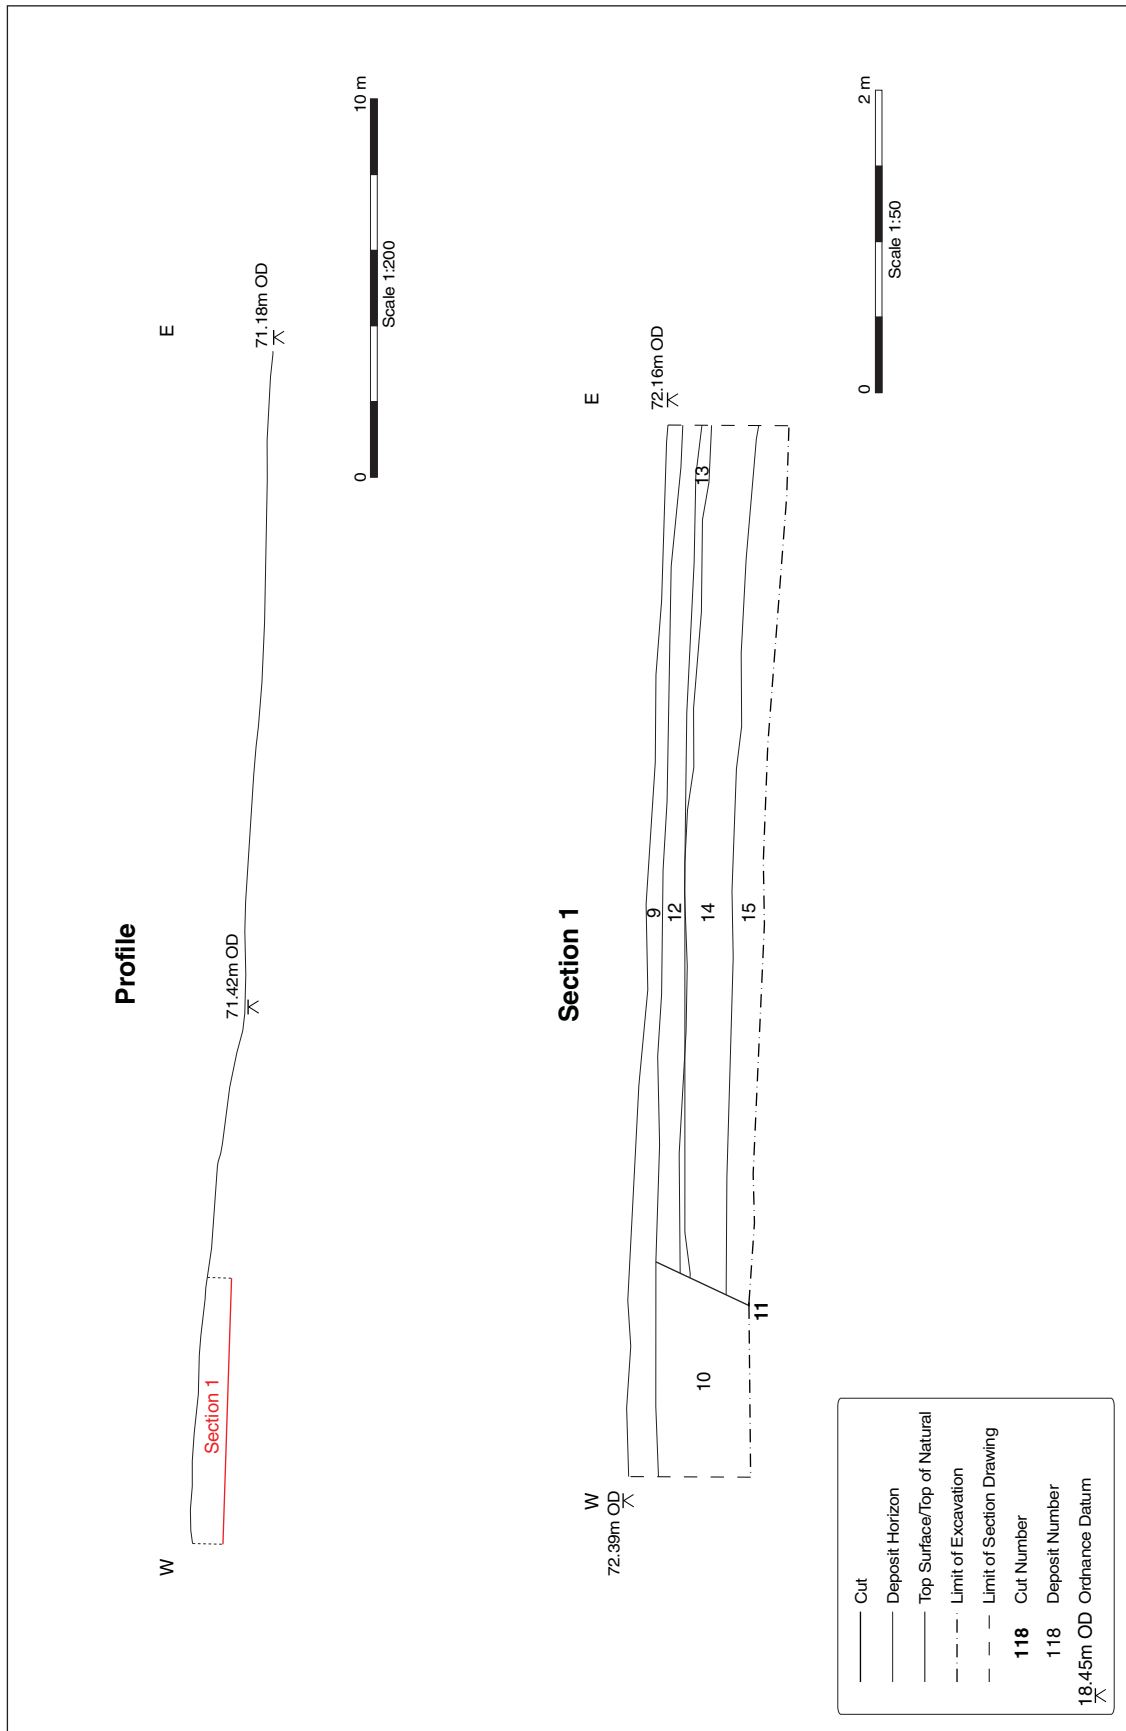 Profile
W
E
71.42m OD
71.18m OD
Section 1
0
10 m
Scale 1:200
Section 1
W
E
72.39m OD
72.16m OD
9
12
13
14
15
10
11
0
2 m
Scale 1:50
Cut
Deposit Horizon
Top Surface/Top of Natural
Limit of Excavation
Limit of Section Drawing
118 Cut Number
118 Deposit Number
18.45m OD Ordnance Datum